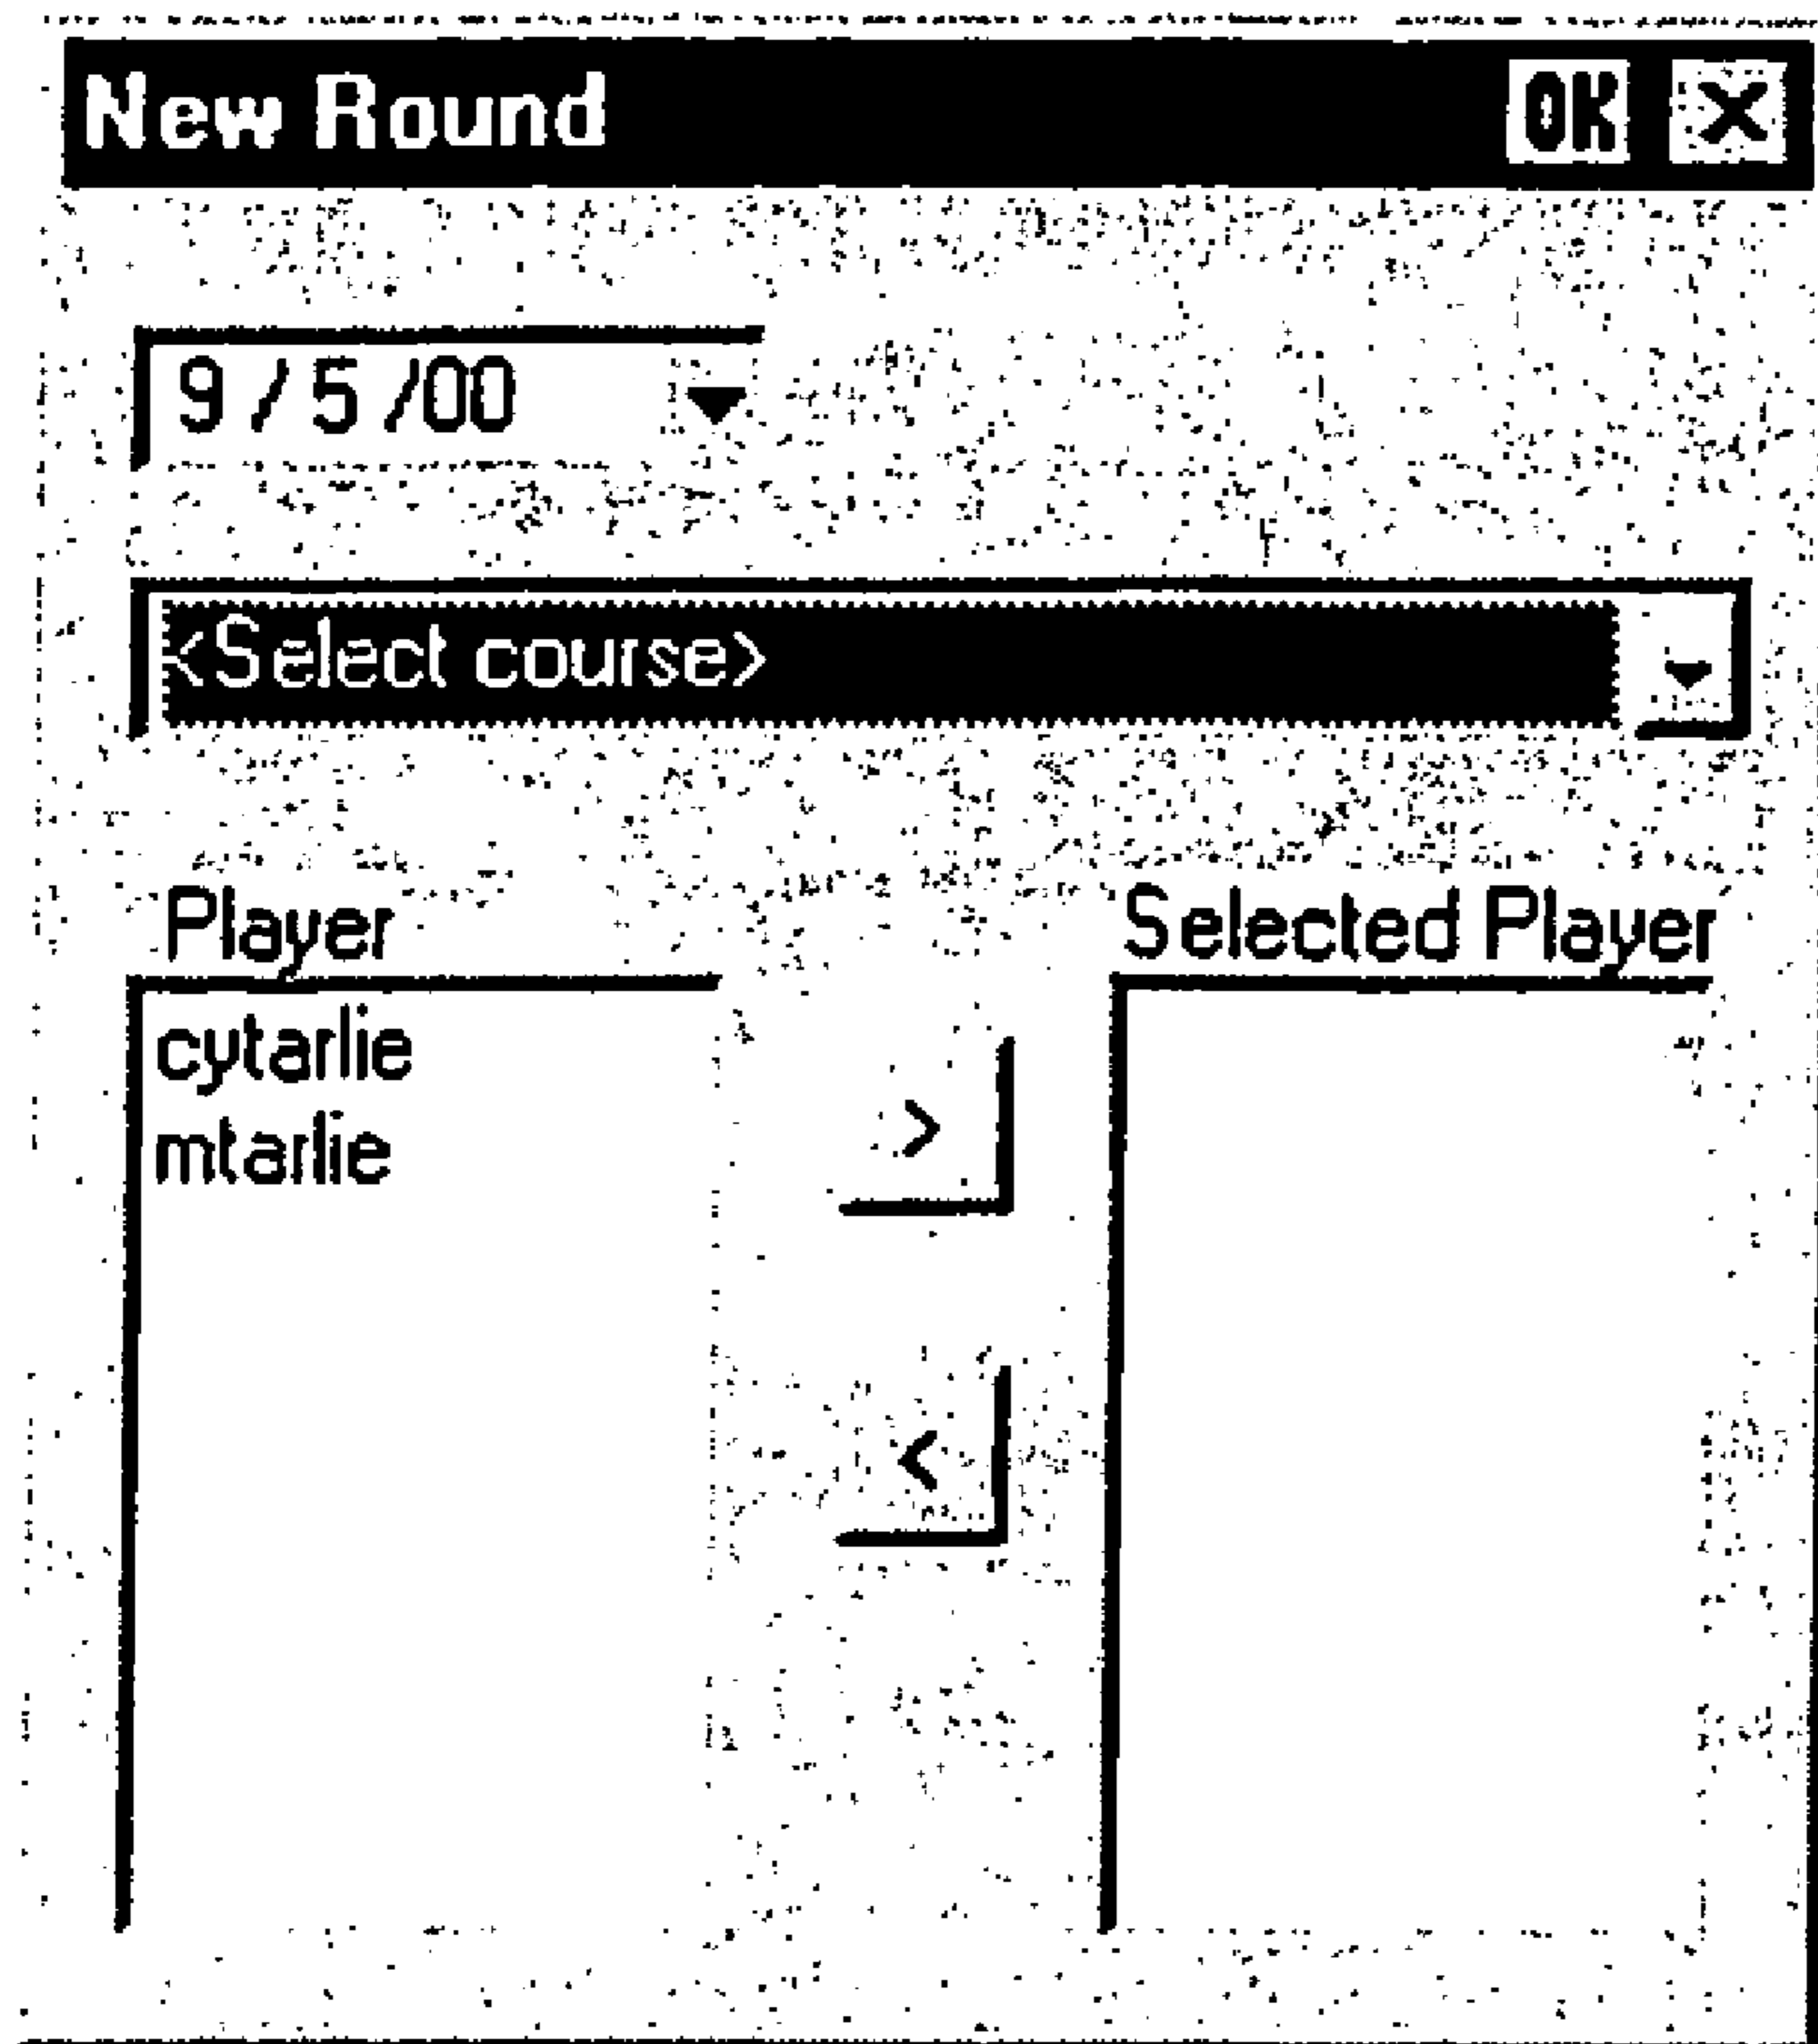 New Round OK X
9 / 5 /00
<Select course>
Player Selected Player
cytarlie
mtarlie
>
<